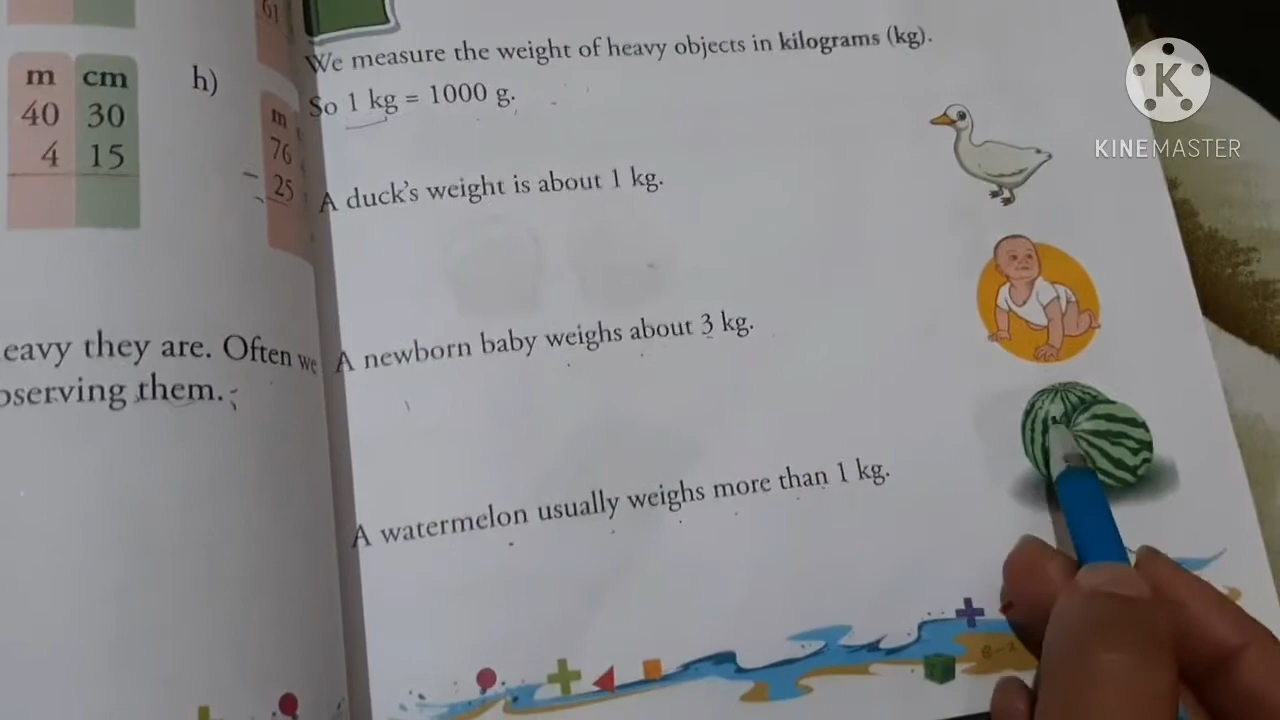 m cm
40 30
4 15
h)
61
m
76
- 25
eavy they are. Often we
bserving them.
We measure the weight of heavy objects in kilograms (kg).
So 1 kg = 1000 g.
A duck's weight is about 1 kg.
A newborn baby weighs about 3 kg.
A watermelon usually weighs more than 1 kg.
K
KINEMASTER